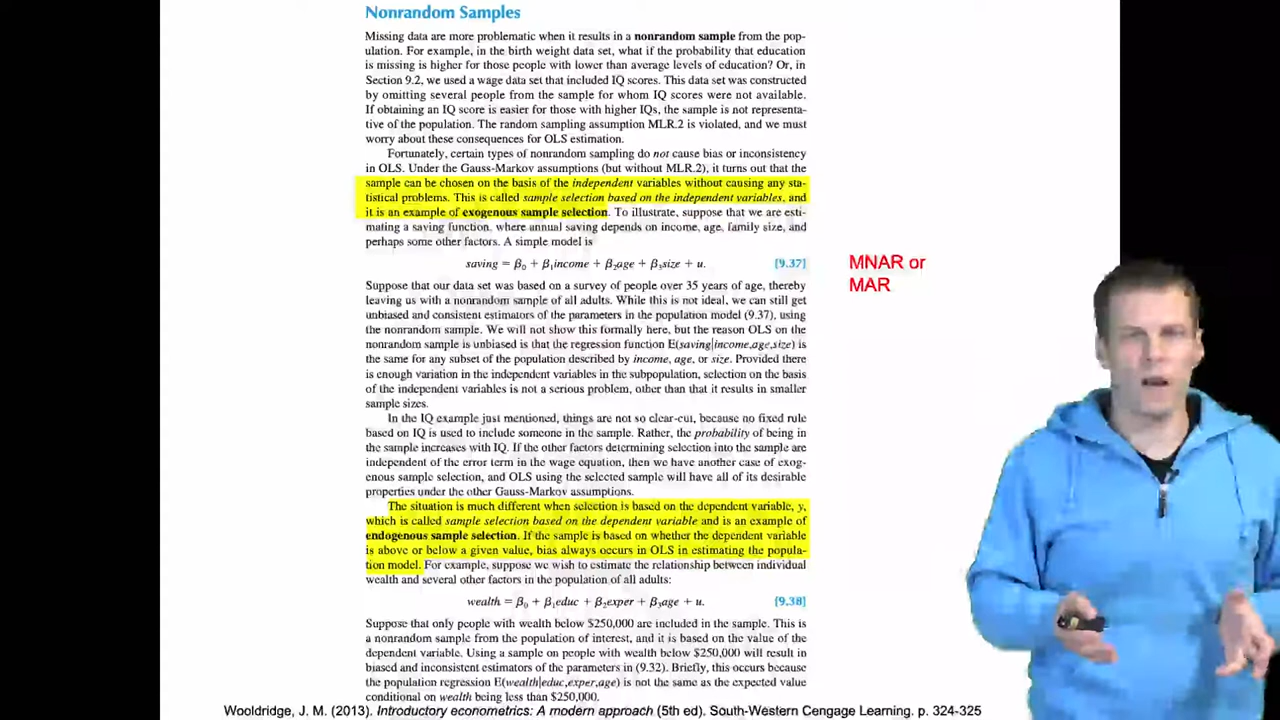 Nonrandom Samples
Missing data are more problematic when it results in a nonrandom sample from the pop-
ulation. For example, in the birth weight data set, what if the probability that education
is missing is higher for those people with lower than average levels of education? Or, in
Section 9.2, we used a wage data set that included IQ scores. This data set was constructed
by omitting several people from the sample for whom IQ scores were not available.
If obtaining an IQ score is easier for those with higher IQs, the sample is not representa-
tive of the population. The random sampling assumption MLR.2 is violated, and we must
worry about these consequences for OLS estimation.
Fortunately, certain types of nonrandom sampling do not cause bias or inconsistency
in OLS. Under the Gauss-Markov assumptions (but without MLR.2), it turns out that the
sample can be chosen on the basis of the independent variables without causing any sta-
tistical problems. This is called sample selection based on the independent variables, and
it is an example of exogenous sample selection. To illustrate, suppose that we are esti-
mating a saving function, where annual saving depends on income, age, family size, and
perhaps some other factors. A simple model is
saving = β₀ + β₁income + β₂age + β₃size + u. [9.37]
MNAR or
MAR
Suppose that our data set was based on a survey of people over 35 years of age, thereby
leaving us with a nonrandom sample of all adults. While this is not ideal, we can still get
unbiased and consistent estimators of the parameters in the population model (9.37), using
the nonrandom sample. We will not show this formally here, but the reason OLS on the
nonrandom sample is unbiased is that the regression function E(saving|income,age,size) is
the same for any subset of the population described by income, age, or size. Provided there
is enough variation in the independent variables in the subpopulation, selection on the basis
of the independent variables is not a serious problem, other than that it results in smaller
sample sizes.
In the IQ example just mentioned, things are not so clear-cut, because no fixed rule
based on IQ is used to include someone in the sample. Rather, the probability of being in
the sample increases with IQ. If the other factors determining selection into the sample are
independent of the error term in the wage equation, then we have another case of exog-
enous sample selection, and OLS using the selected sample will have all of its desirable
properties under the other Gauss-Markov assumptions.
The situation is much different when selection is based on the dependent variable, y,
which is called sample selection based on the dependent variable and is an example of
endogenous sample selection. If the sample is based on whether the dependent variable
is above or below a given value, bias always occurs in OLS in estimating the popula-
tion model. For example, suppose we wish to estimate the relationship between individual
wealth and several other factors in the population of all adults:
wealth = β₀ + β₁educ + β₂exper + β₃age + u. [9.38]
Suppose that only people with wealth below $250,000 are included in the sample. This is
a nonrandom sample from the population of interest, and it is based on the value of the
dependent variable. Using a sample on people with wealth below $250,000 will result in
biased and inconsistent estimators of the parameters in (9.32). Briefly, this occurs because
the population regression E(wealth|educ,exper,age) is not the same as the expected value
conditional on wealth being less than $250,000.
Wooldridge, J. M. (2013). Introductory econometrics: A modern approach (5th ed). South-Western Cengage Learning. p. 324-325